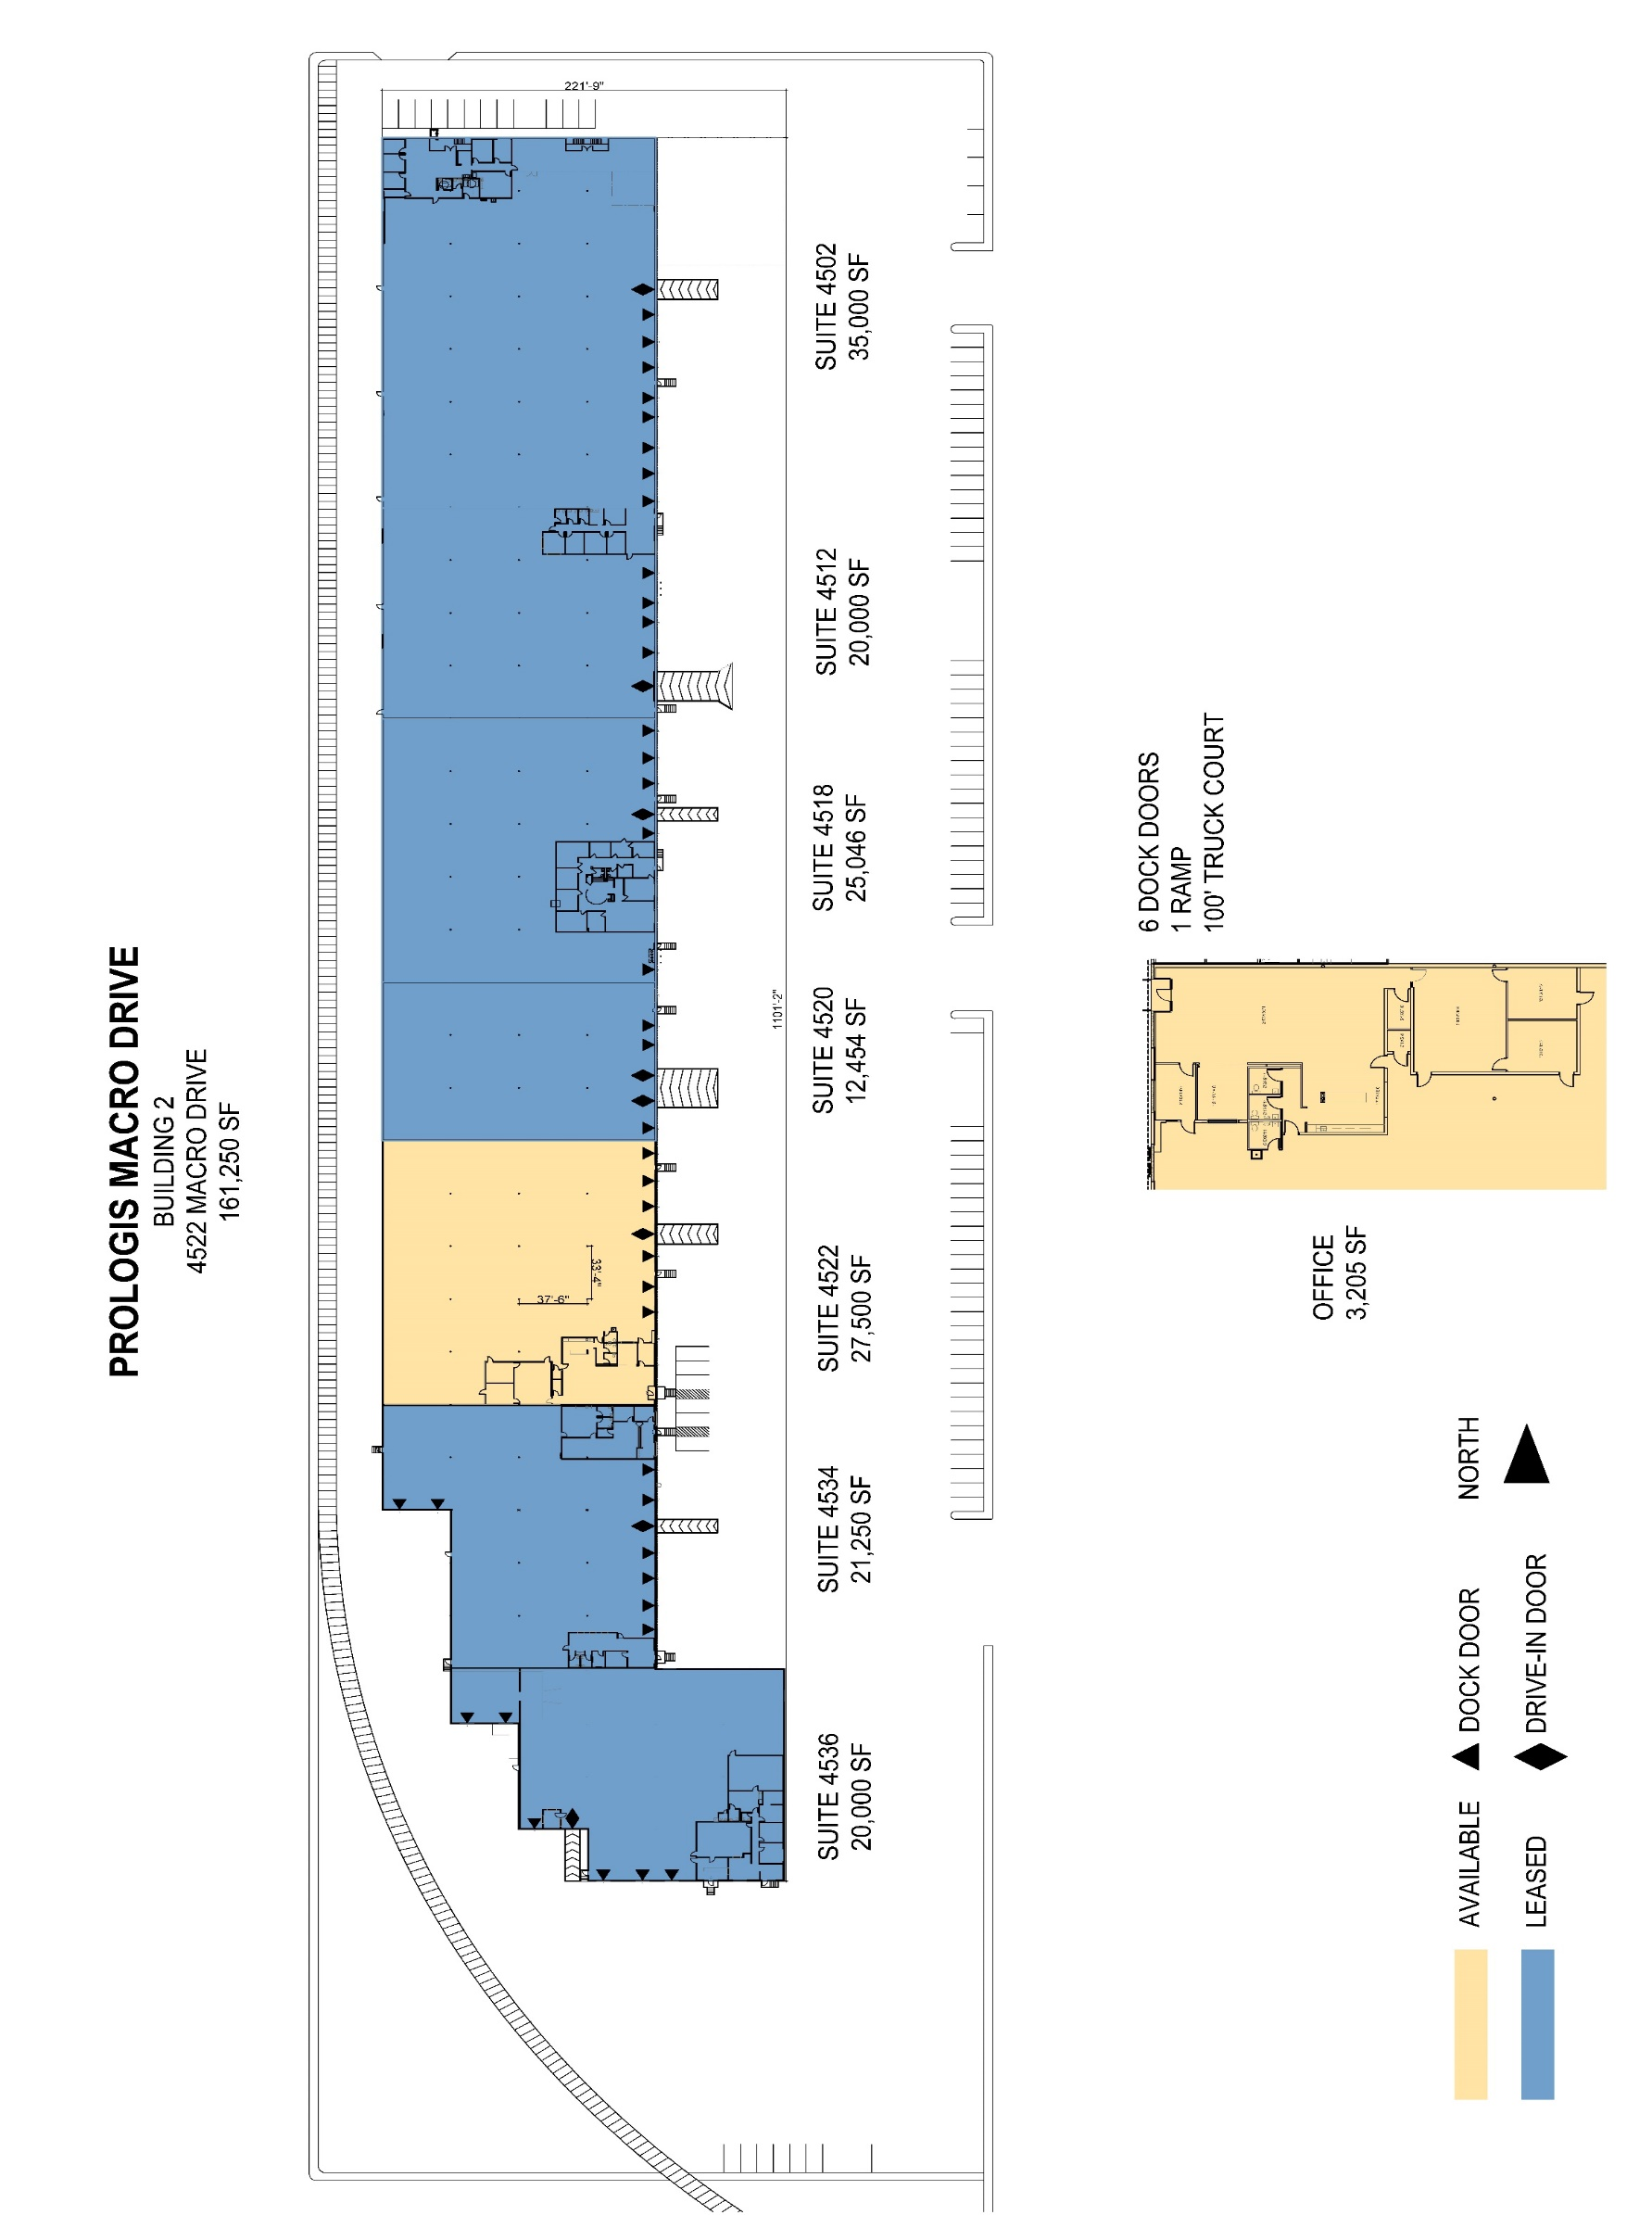 PROLOGIS MACRO DRIVE
BUILDING 2
4522 MACRO DRIVE
161,250 SF
221'-9"
1101'-2"
37'-6"
33'-4"
SUITE 4536
20,000 SF
SUITE 4534
21,250 SF
SUITE 4522
27,500 SF
SUITE 4520
12,454 SF
SUITE 4518
25,046 SF
SUITE 4512
20,000 SF
SUITE 4502
35,000 SF
OFFICE
3,205 SF
6 DOCK DOORS
1 RAMP
100' TRUCK COURT
AVAILABLE
DOCK DOOR
NORTH
LEASED
DRIVE-IN DOOR